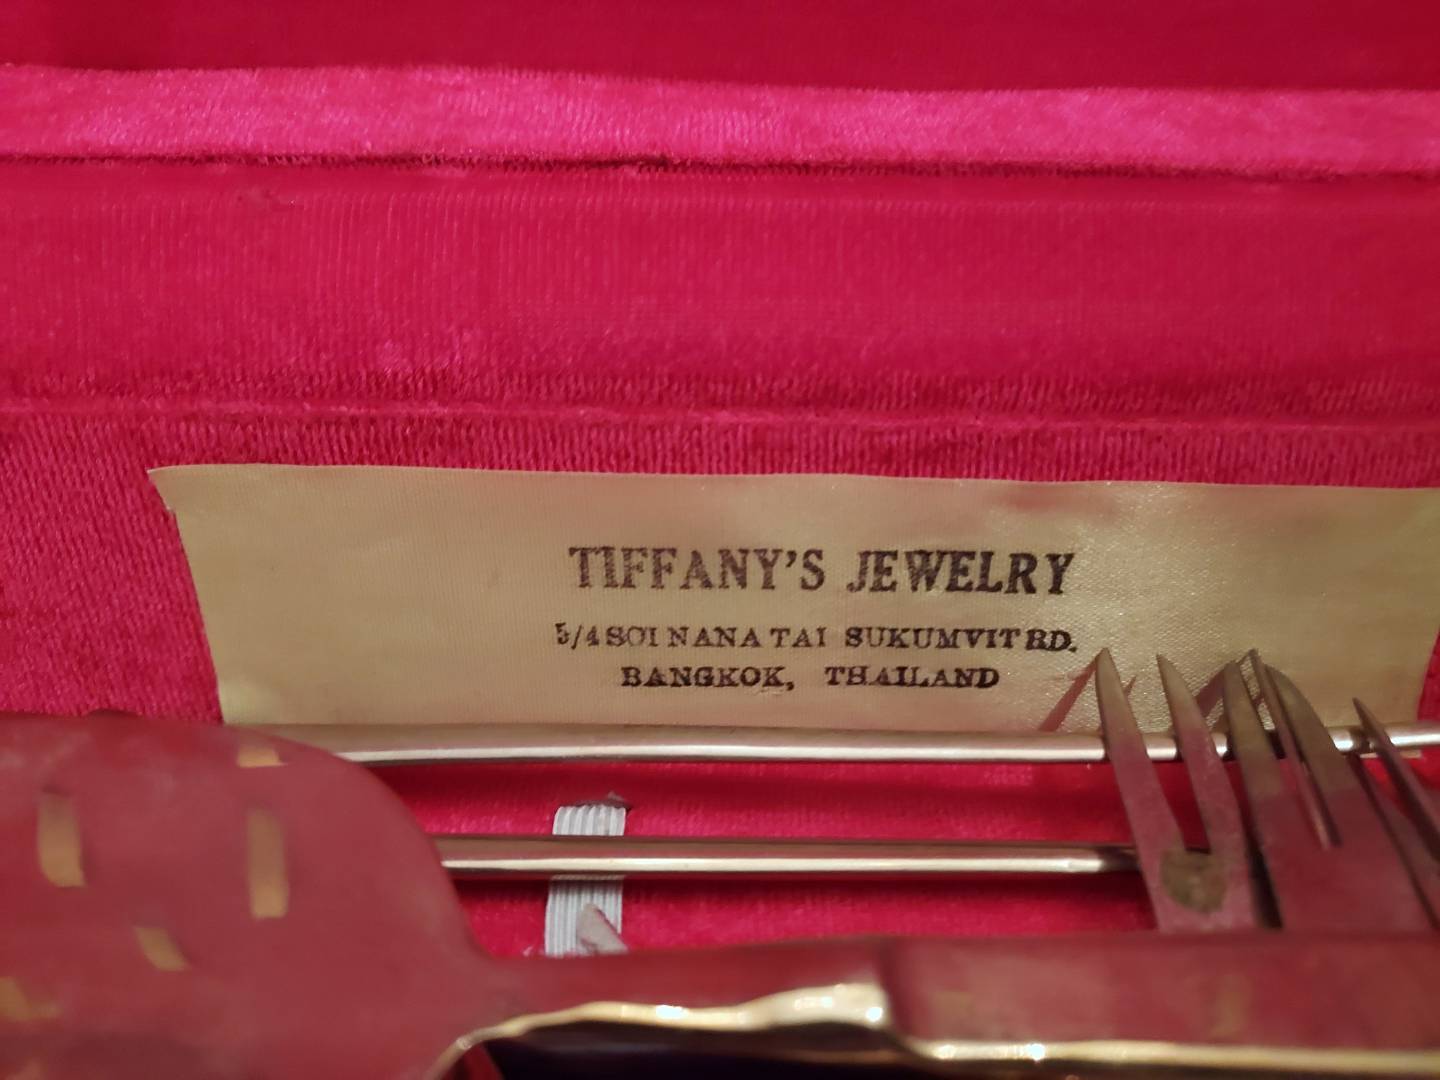 TIFFANY'S JEWELRY
5/4 SOI NANA TAI SUKUMVIT RD.
BANGKOK, THAILAND